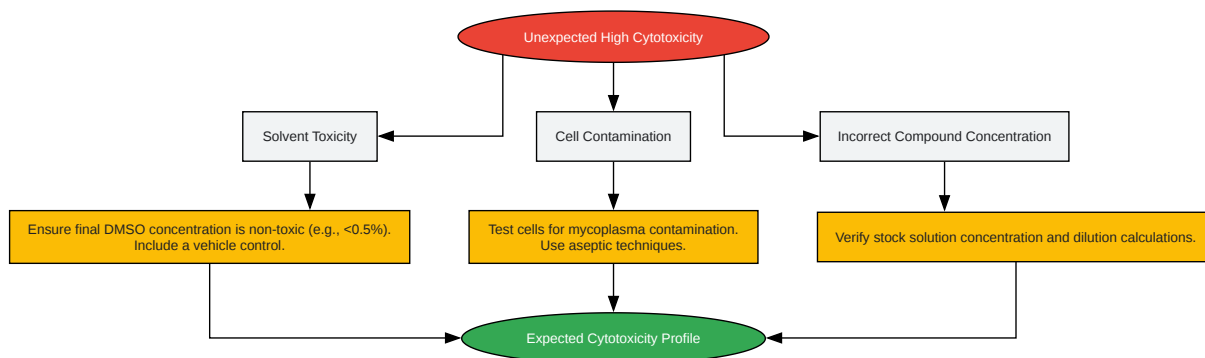 Unexpected High Cytotoxicity
Solvent Toxicity
Cell Contamination
Incorrect Compound Concentration
Ensure final DMSO concentration is non-toxic (e.g., <0.5%).
Include a vehicle control.
Test cells for mycoplasma contamination.
Use aseptic techniques.
Verify stock solution concentration and dilution calculations.
Expected Cytotoxicity Profile